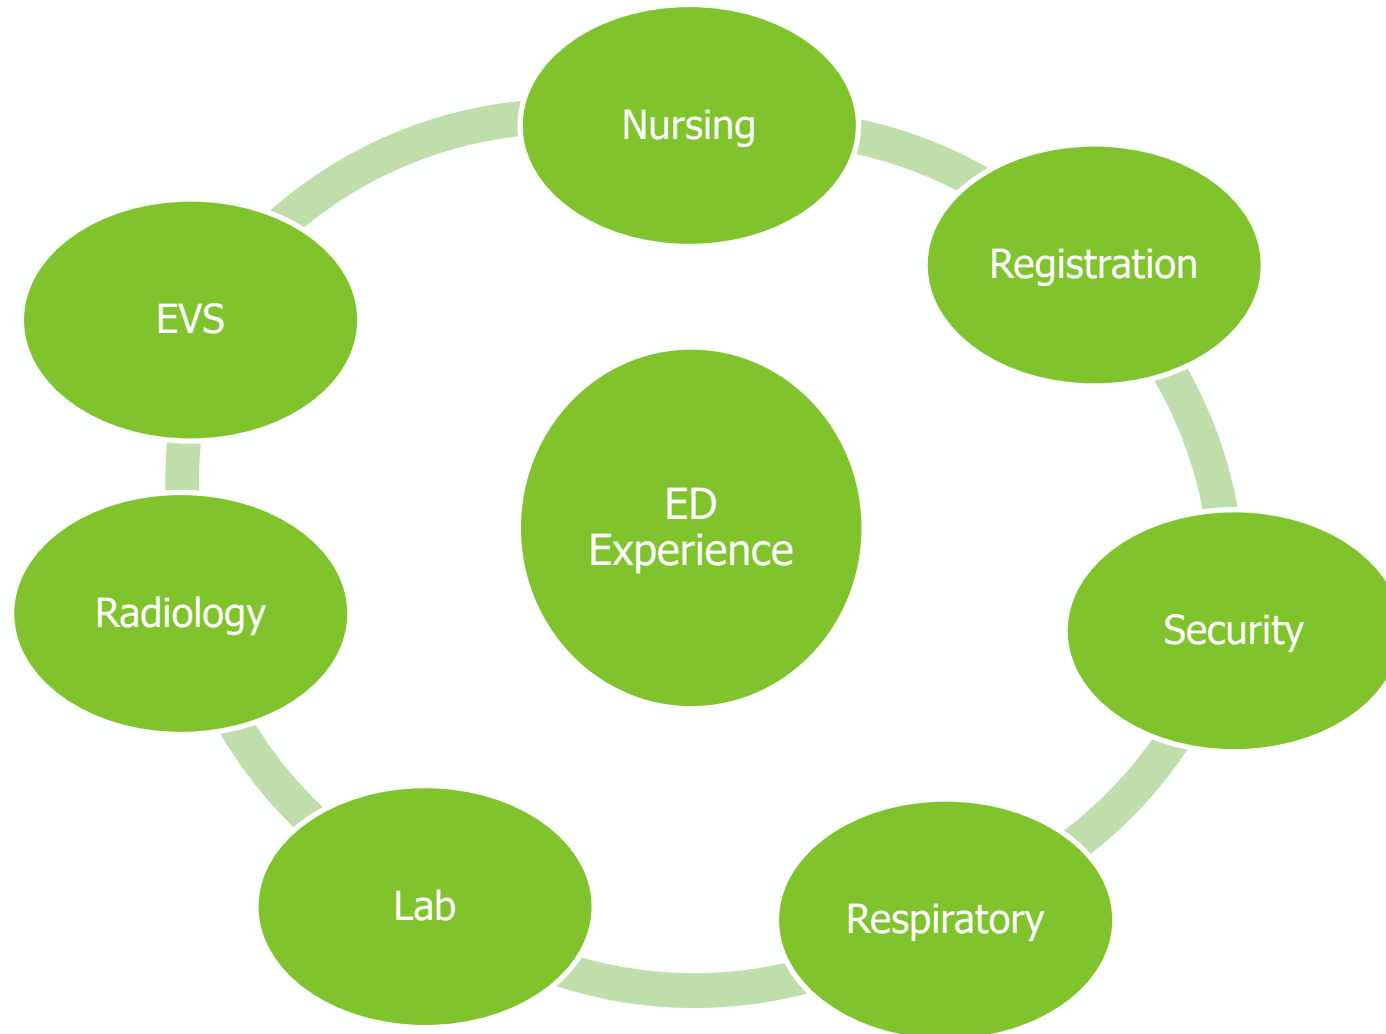 Nursing
Registration
EVS
ED
Experience
Radiology
Security
Lab
Respiratory